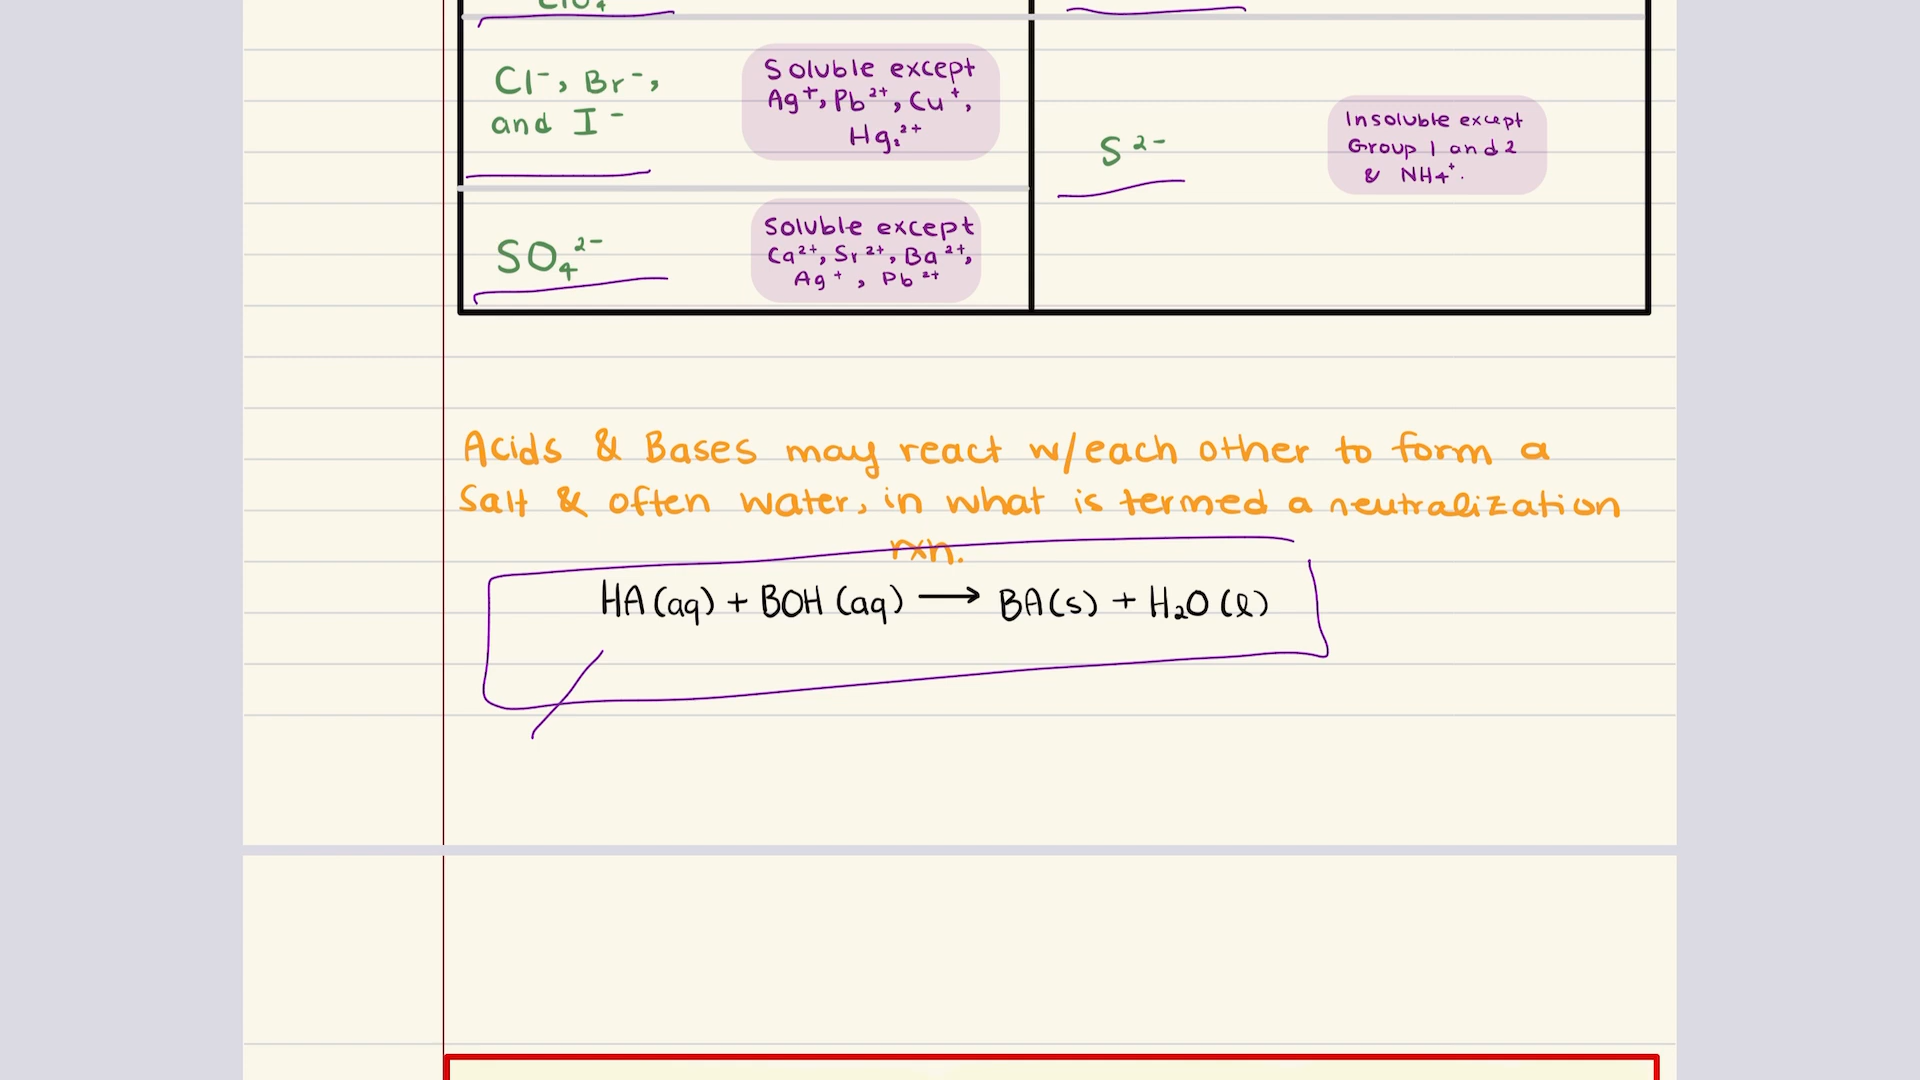 ClO₄⁻
Cl⁻, Br⁻,
and I⁻
Soluble except
Ag⁺, Pb²⁺, Cu⁺,
Hg₂²⁺
S²⁻
Insoluble except
Group 1 and 2
& NH₄⁺.
SO₄²⁻
Soluble except
Ca²⁺, Sr²⁺, Ba²⁺,
Ag⁺, Pb²⁺
Acids & Bases may react w/each other to form a
Salt & often water, in what is termed a neutralization
rxn.
HA(aq) + BOH(aq) → BA(s) + H₂O(l)